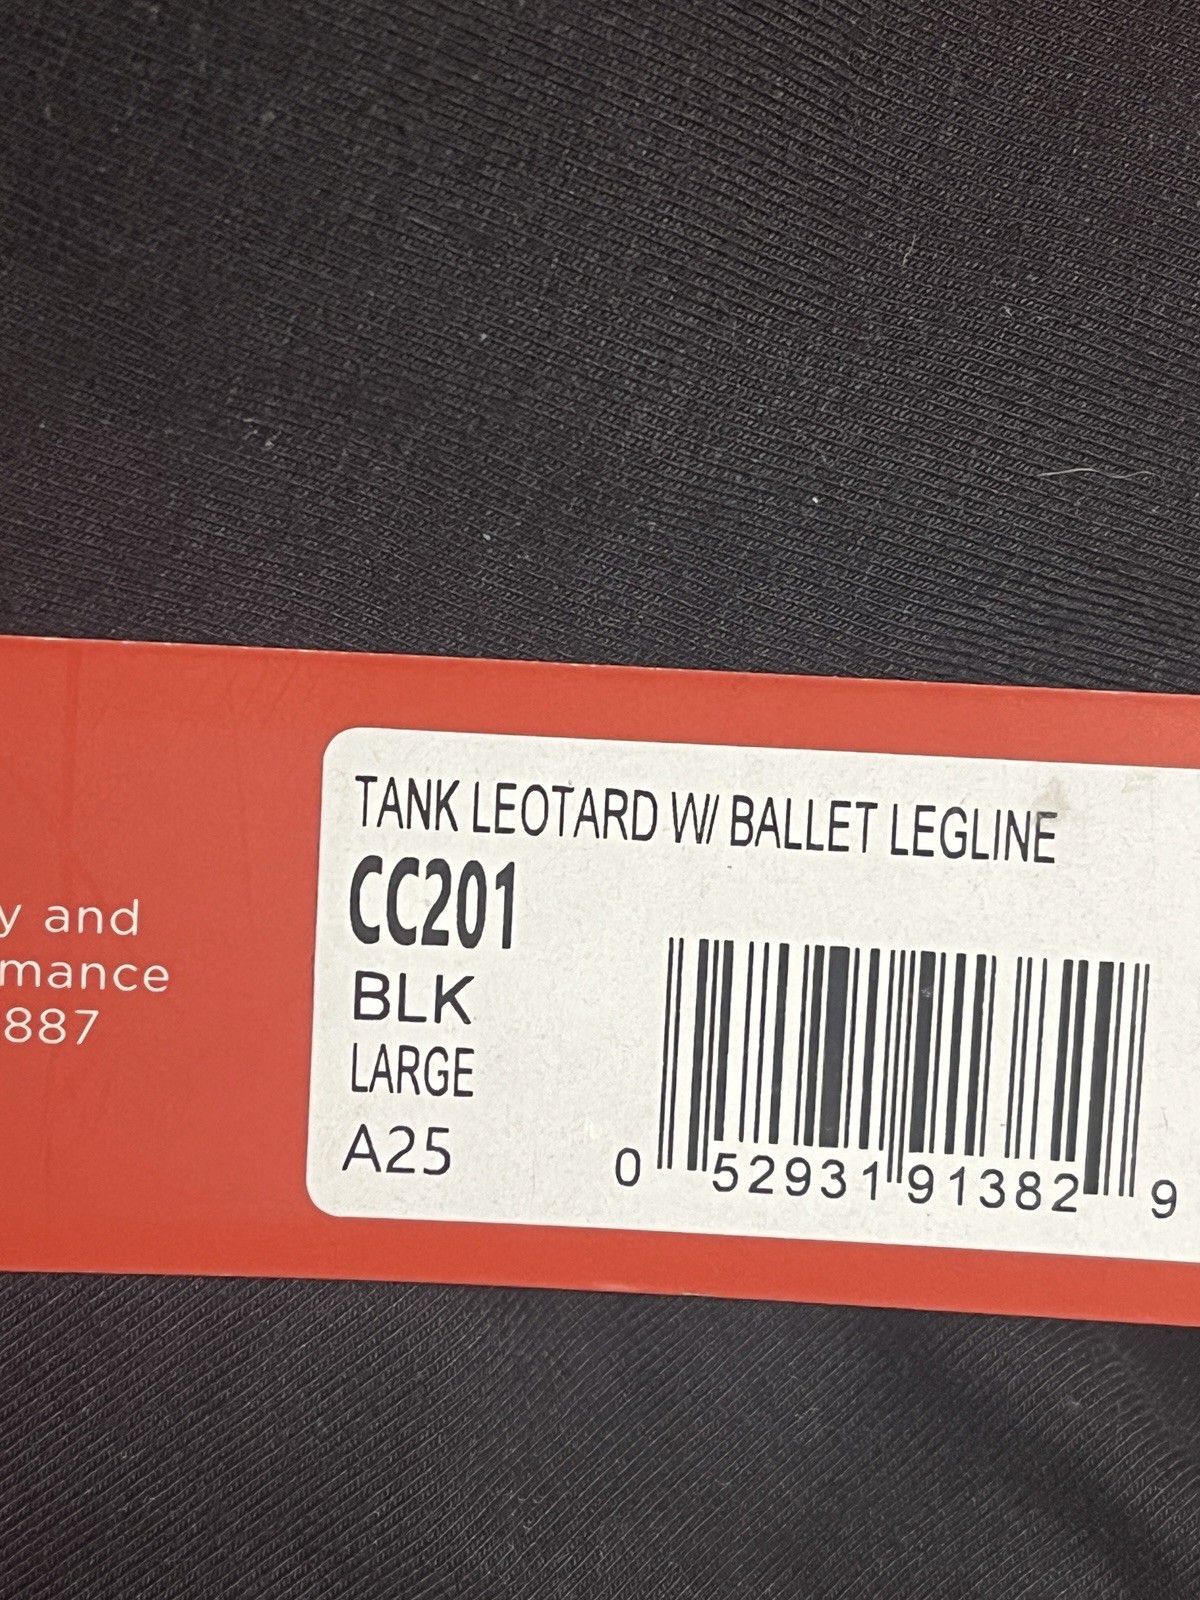 y and
mance
887
TANK LEOTARD W/ BALLET LEGLINE
CC201
BLK
LARGE
A25
0 52931 91382 9